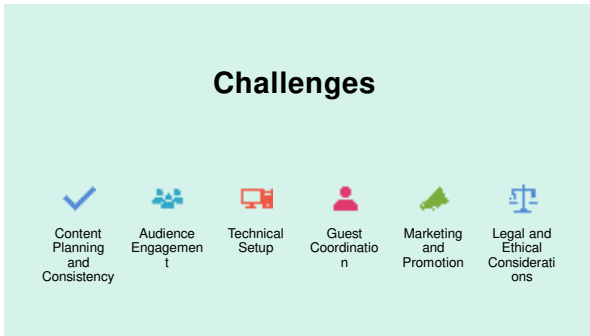 Challenges
Content
Planning
and
Consistency
Audience
Engagemen
t
Technical
Setup
Guest
Coordinatio
n
Marketing
and
Promotion
Legal and
Ethical
Considerati
ons